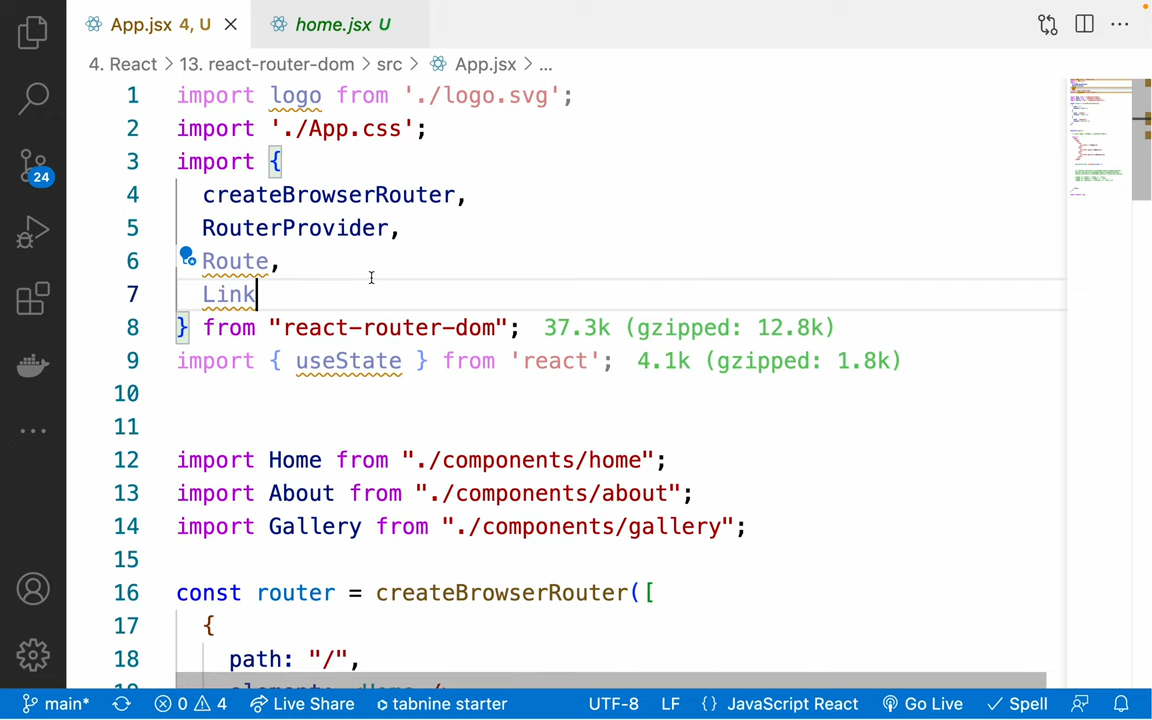 App.jsx 4, U
home.jsx U
4. React > 13. react-router-dom > src > App.jsx > ...
1 import logo from './logo.svg';
2 import './App.css';
3 import {
4 createBrowserRouter,
5 RouterProvider,
6 Route,
7 Link
8 } from "react-router-dom"; 37.3k (gzipped: 12.8k)
9 import { useState } from 'react'; 4.1k (gzipped: 1.8k)
10
11
12 import Home from "./components/home";
13 import About from "./components/about";
14 import Gallery from "./components/gallery";
15
16 const router = createBrowserRouter([
17 {
18 path: "/",
24
main* 0 4 Live Share tabnine starter UTF-8 LF {} JavaScript React Go Live Spell